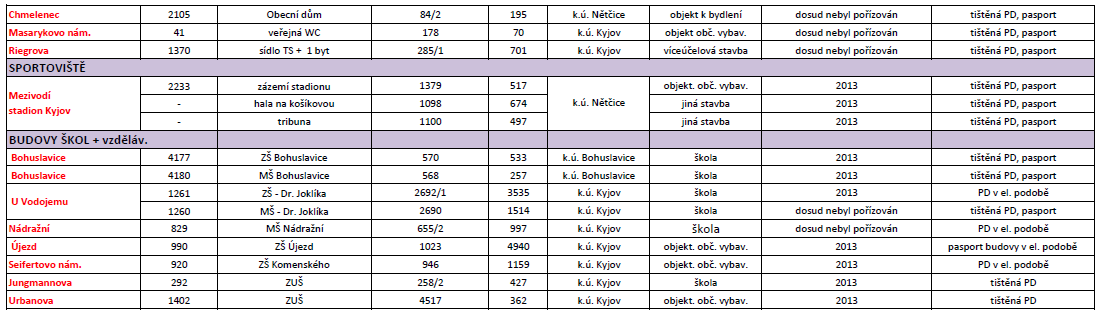 Chmelenec 2105 Obecní dům 84/2 195 k.ú. Nětčice objekt k bydlení dosud nebyl pořízován tištěná PD, pasport
Masarykovo nám. 41 veřejná WC 178 70 k.ú. Kyjov objekt obč. vybav. dosud nebyl pořízován tištěná PD, pasport
Riegrova 1370 sídlo TS + 1 byt 285/1 701 k.ú. Kyjov víceúčelová stavba dosud nebyl pořízován tištěná PD, pasport
SPORTOVIŠTĚ
Mezivodí stadion Kyjov 2233 zázemí stadionu 1379 517 k.ú. Nětčice objekt. obč. vybav. 2013 tištěná PD, pasport
- hala na košíkovou 1098 674 jiná stavba 2013 tištěná PD, pasport
- tribuna 1100 497 jiná stavba 2013 tištěná PD, pasport
BUDOVY ŠKOL + vzděláv.
Bohuslavice 4177 ZŠ Bohuslavice 570 533 k.ú. Bohuslavice škola 2013 tištěná PD, pasport
Bohuslavice 4180 MŠ Bohuslavice 568 257 k.ú. Bohuslavice škola 2013 tištěná PD, pasport
U Vodojemu 1261 ZŠ - Dr. Joklíka 2692/1 3535 k.ú. Kyjov škola 2013 PD v el. podobě
1260 MŠ - Dr. Joklíka 2690 1514 k.ú. Kyjov škola dosud nebyl pořízován tištěná PD, pasport
Nádražní 829 MŠ Nádražní 655/2 997 k.ú. Kyjov škola dosud nebyl pořízován PD v el. podobě
Újezd 990 ZŠ Újezd 1023 4940 k.ú. Kyjov objekt. obč. vybav. 2013 pasport budovy v el. podobě
Seifertovo nám. 920 ZŠ Komenského 946 1159 k.ú. Kyjov objekt. obč. vybav. 2013 PD v el. podobě
Jungmannova 292 ZUŠ 258/2 427 k.ú. Kyjov škola 2013 tištěná PD
Urbanova 1402 ZUŠ 4517 362 k.ú. Kyjov objekt. obč. vybav. 2013 tištěná PD